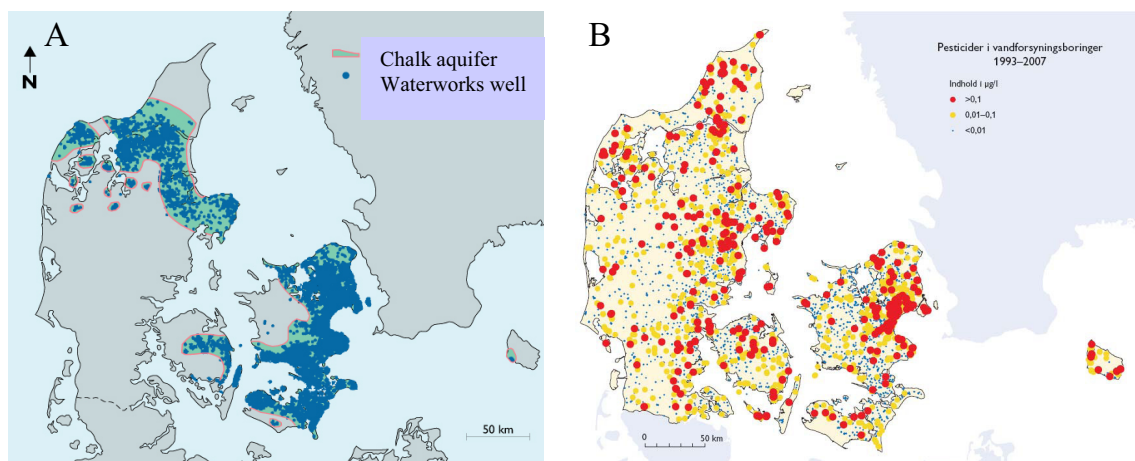 A
N
Chalk aquifer
Waterworks well
50 km
B
Pesticider i vandforsyningsboringer
1993–2007
Indhold i µg/l
>0,1
0,01–0,1
<0,01
0 50 km